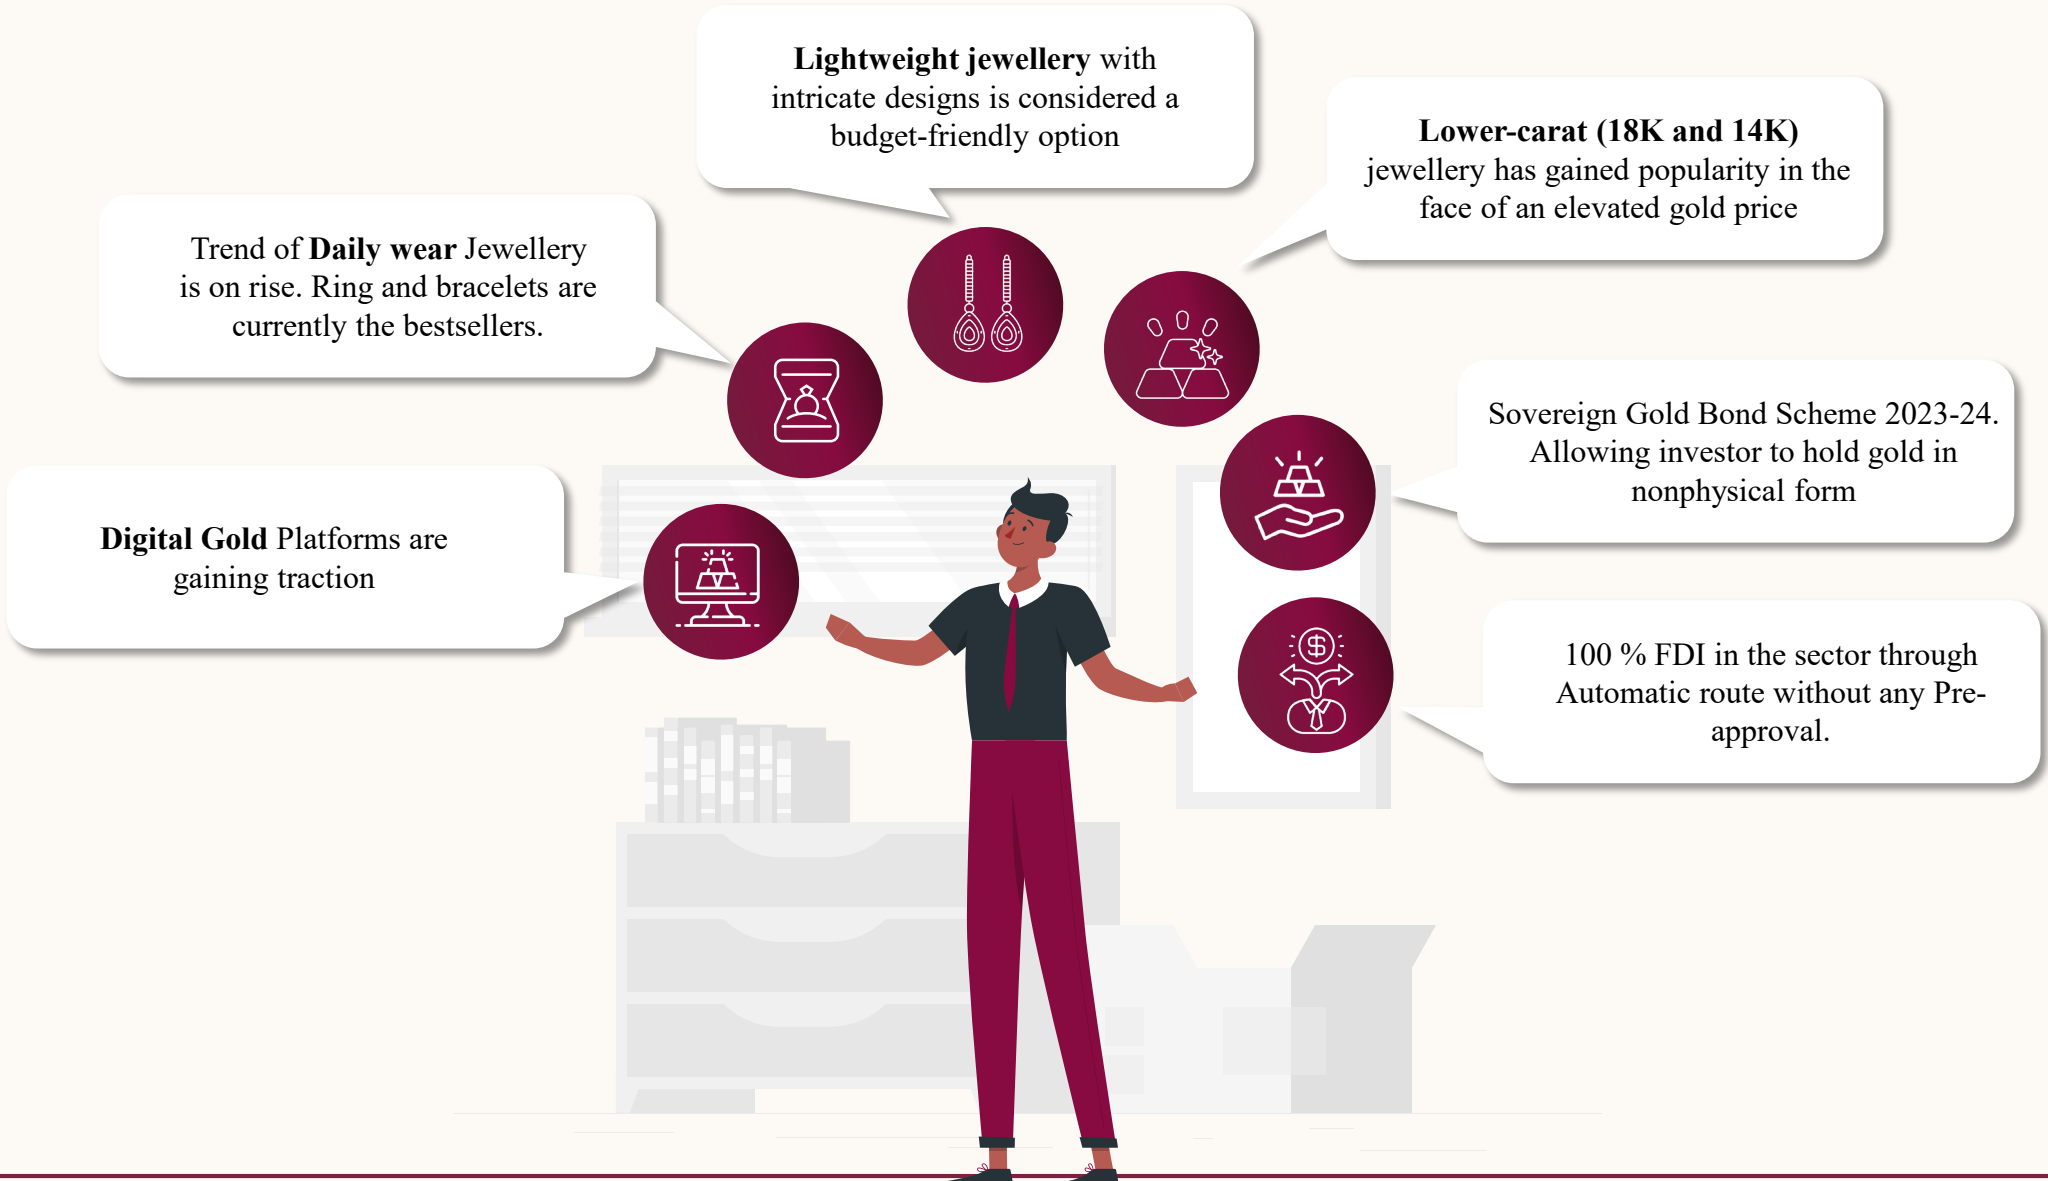 Lightweight jewellery with
intricate designs is considered a
budget-friendly option
Lower-carat (18K and 14K)
jewellery has gained popularity in the
face of an elevated gold price
Trend of Daily wear Jewellery
is on rise. Ring and bracelets are
currently the bestsellers.
Sovereign Gold Bond Scheme 2023-24.
Allowing investor to hold gold in
nonphysical form
Digital Gold Platforms are
gaining traction
100 % FDI in the sector through
Automatic route without any Pre-
approval.